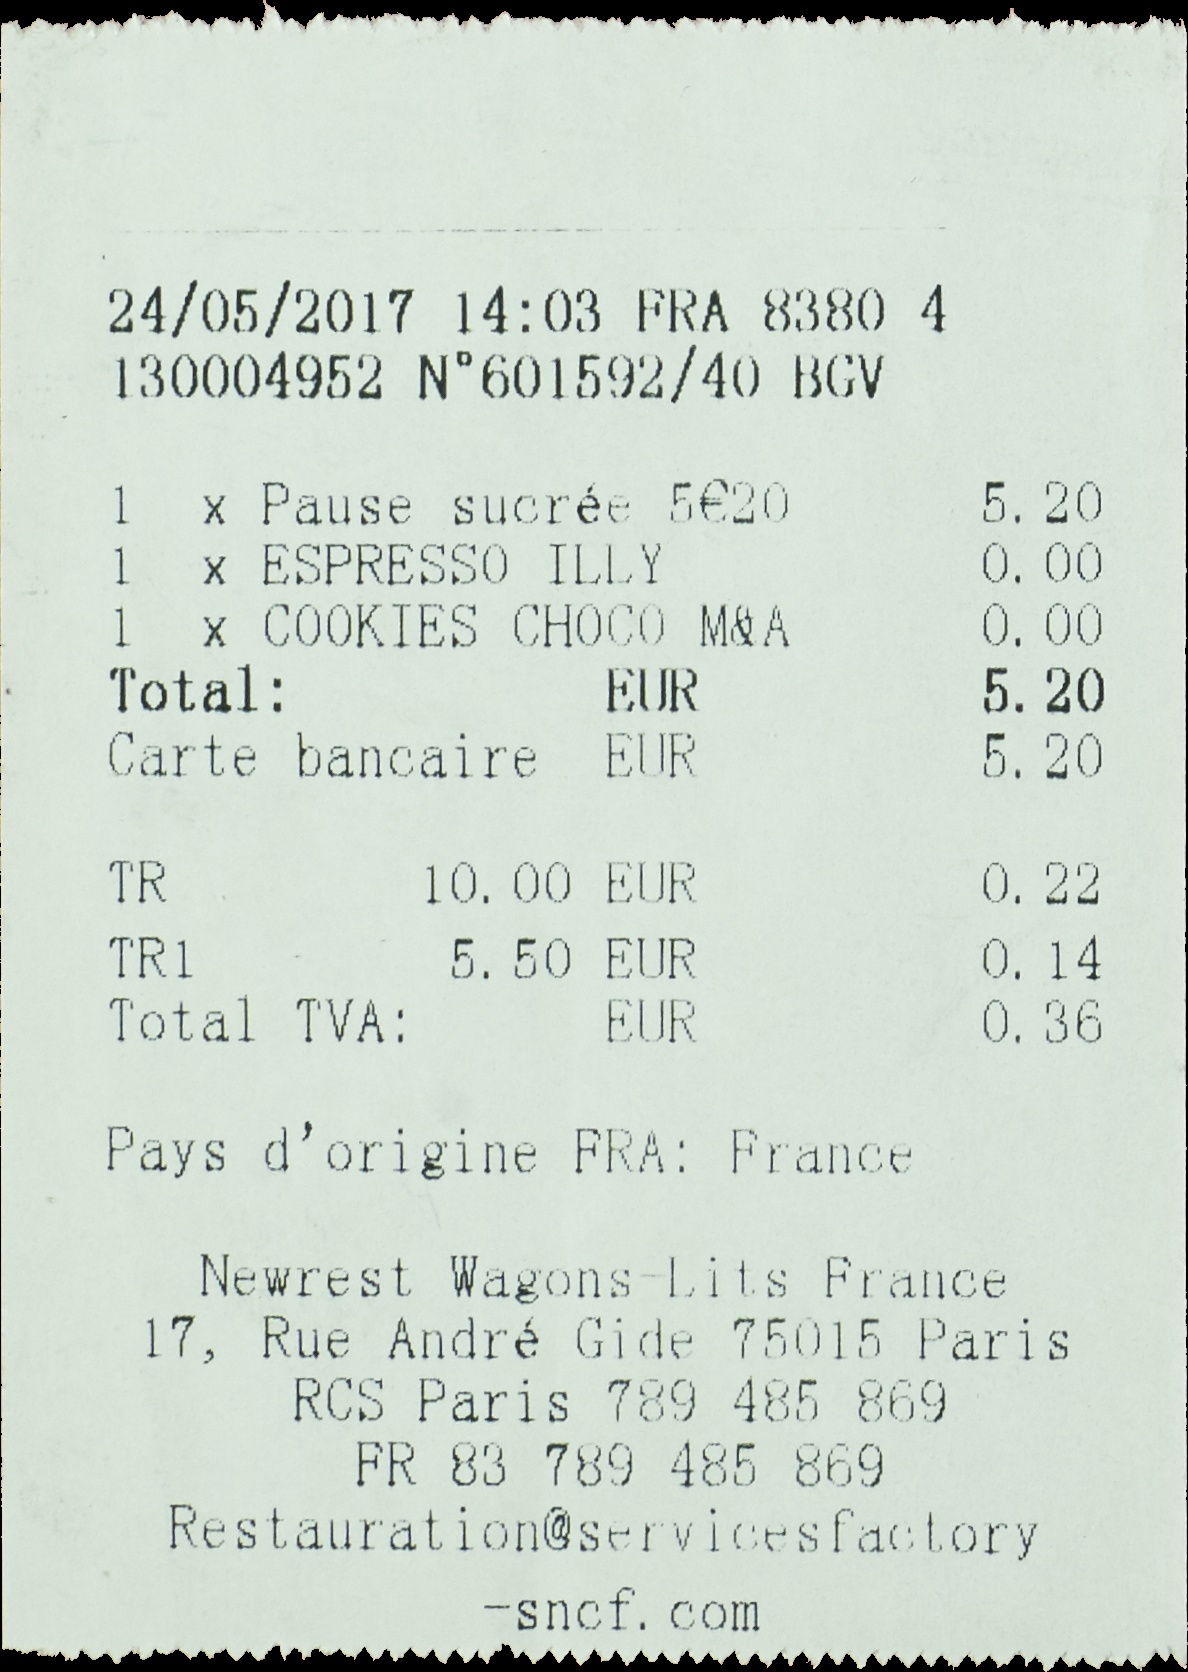 24/05/2017 14:03 FRA 8380 4
130004952 N°601592/40 BGV
1 x Pause sucrée 5€20 5.20
1 x ESPRESSO ILLY 0.00
1 x COOKIES CHOCO M&A 0.00
Total: EUR 5.20
Carte bancaire EUR 5.20
TR 10.00 EUR 0.22
TR1 5.50 EUR 0.14
Total TVA: EUR 0.36
Pays d'origine FRA: France
Newrest Wagons-Lits France
17, Rue André Gide 75015 Paris
RCS Paris 789 485 869
FR 83 789 485 869
Restauration@servicesfactory
-sncf.com